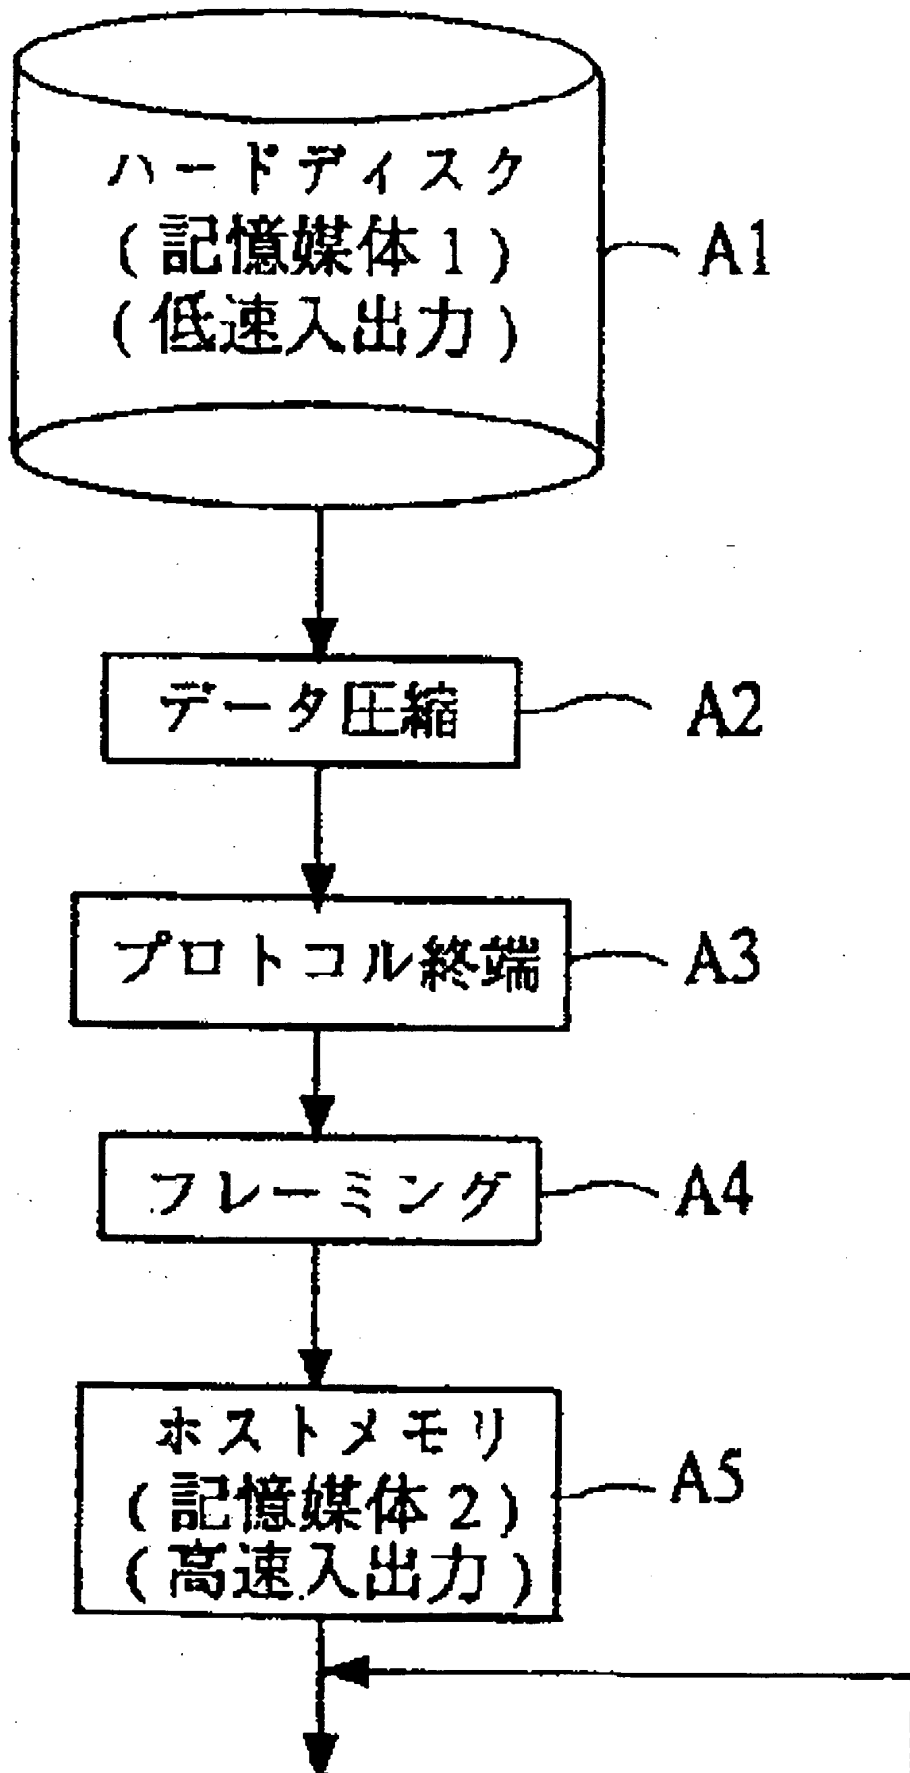 ハードディスク
(記憶媒体1)
(低速入出力)
A1
データ圧縮
A2
プロトコル終端
A3
フレーミング
A4
ホストメモリ
(記憶媒体2)
(高速入出力)
A5